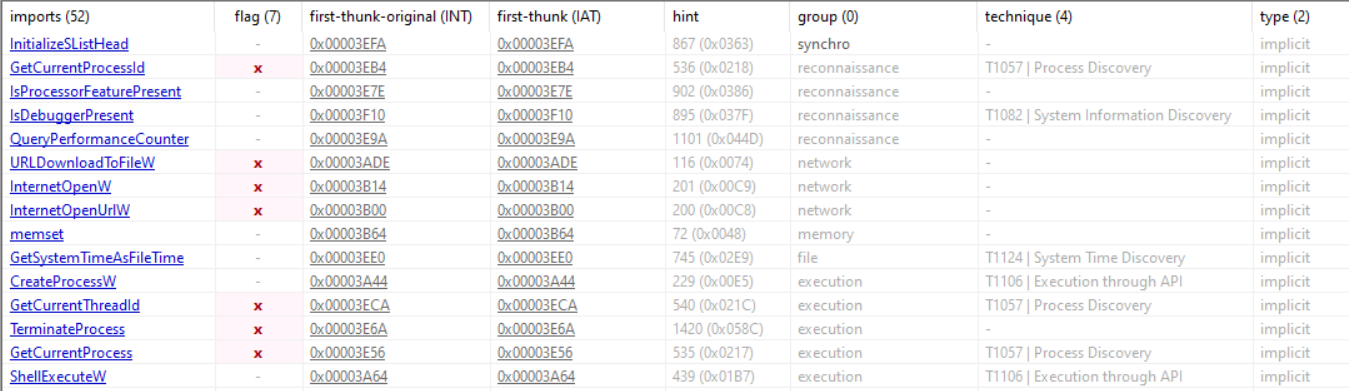 imports (52) flag (7) first-thunk-original (INT) first-thunk (IAT) hint group (0) technique (4) type (2)
InitializeSListHead - 0x00003EFA 0x00003EFA 867 (0x0363) synchro - implicit
GetCurrentProcessId x 0x00003EB4 0x00003EB4 536 (0x0218) reconnaissance T1057 | Process Discovery implicit
IsProcessorFeaturePresent - 0x00003E7E 0x00003E7E 902 (0x0386) reconnaissance - implicit
IsDebuggerPresent - 0x00003F10 0x00003F10 895 (0x037F) reconnaissance T1082 | System Information Discovery implicit
QueryPerformanceCounter - 0x00003E9A 0x00003E9A 1101 (0x044D) reconnaissance - implicit
URLDownloadToFileW x 0x00003ADE 0x00003ADE 116 (0x0074) network - implicit
InternetOpenW x 0x00003B14 0x00003B14 201 (0x00C9) network - implicit
InternetOpenUrlW x 0x00003B00 0x00003B00 200 (0x00C8) network - implicit
memset - 0x00003B64 0x00003B64 72 (0x0048) memory - implicit
GetSystemTimeAsFileTime - 0x00003EE0 0x00003EE0 745 (0x02E9) file T1124 | System Time Discovery implicit
CreateProcessW - 0x00003A44 0x00003A44 229 (0x00E5) execution T1106 | Execution through API implicit
GetCurrentThreadId x 0x00003ECA 0x00003ECA 540 (0x021C) execution T1057 | Process Discovery implicit
TerminateProcess x 0x00003E6A 0x00003E6A 1420 (0x058C) execution - implicit
GetCurrentProcess x 0x00003E56 0x00003E56 535 (0x0217) execution T1057 | Process Discovery implicit
ShellExecuteW - 0x00003A64 0x00003A64 439 (0x01B7) execution T1106 | Execution through API implicit